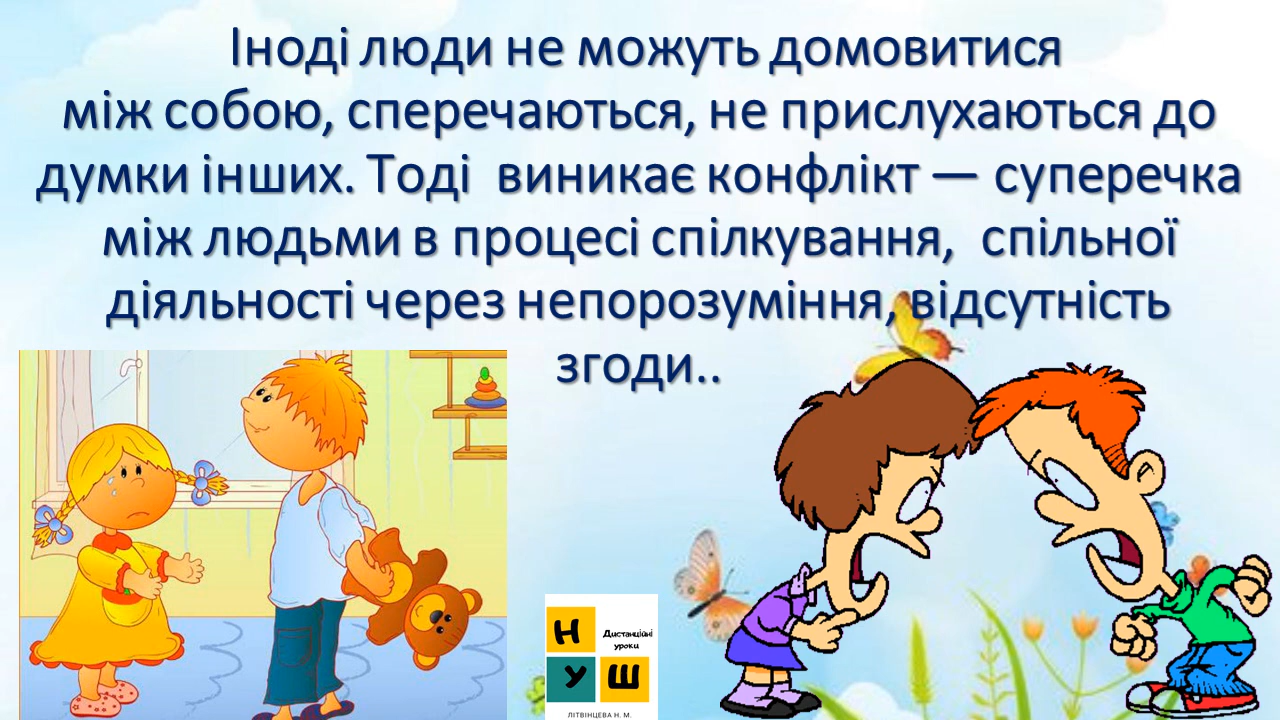 Іноді люди не можуть домовитися
між собою, сперечаються, не прислухаються до
думки інших. Тоді виникає конфлікт — суперечка
між людьми в процесі спілкування, спільної
діяльності через непорозуміння, відсутність
згоди..
Н
Дистанційні
уроки
У Ш
ЛІТВІНЦЕВА Н. М.